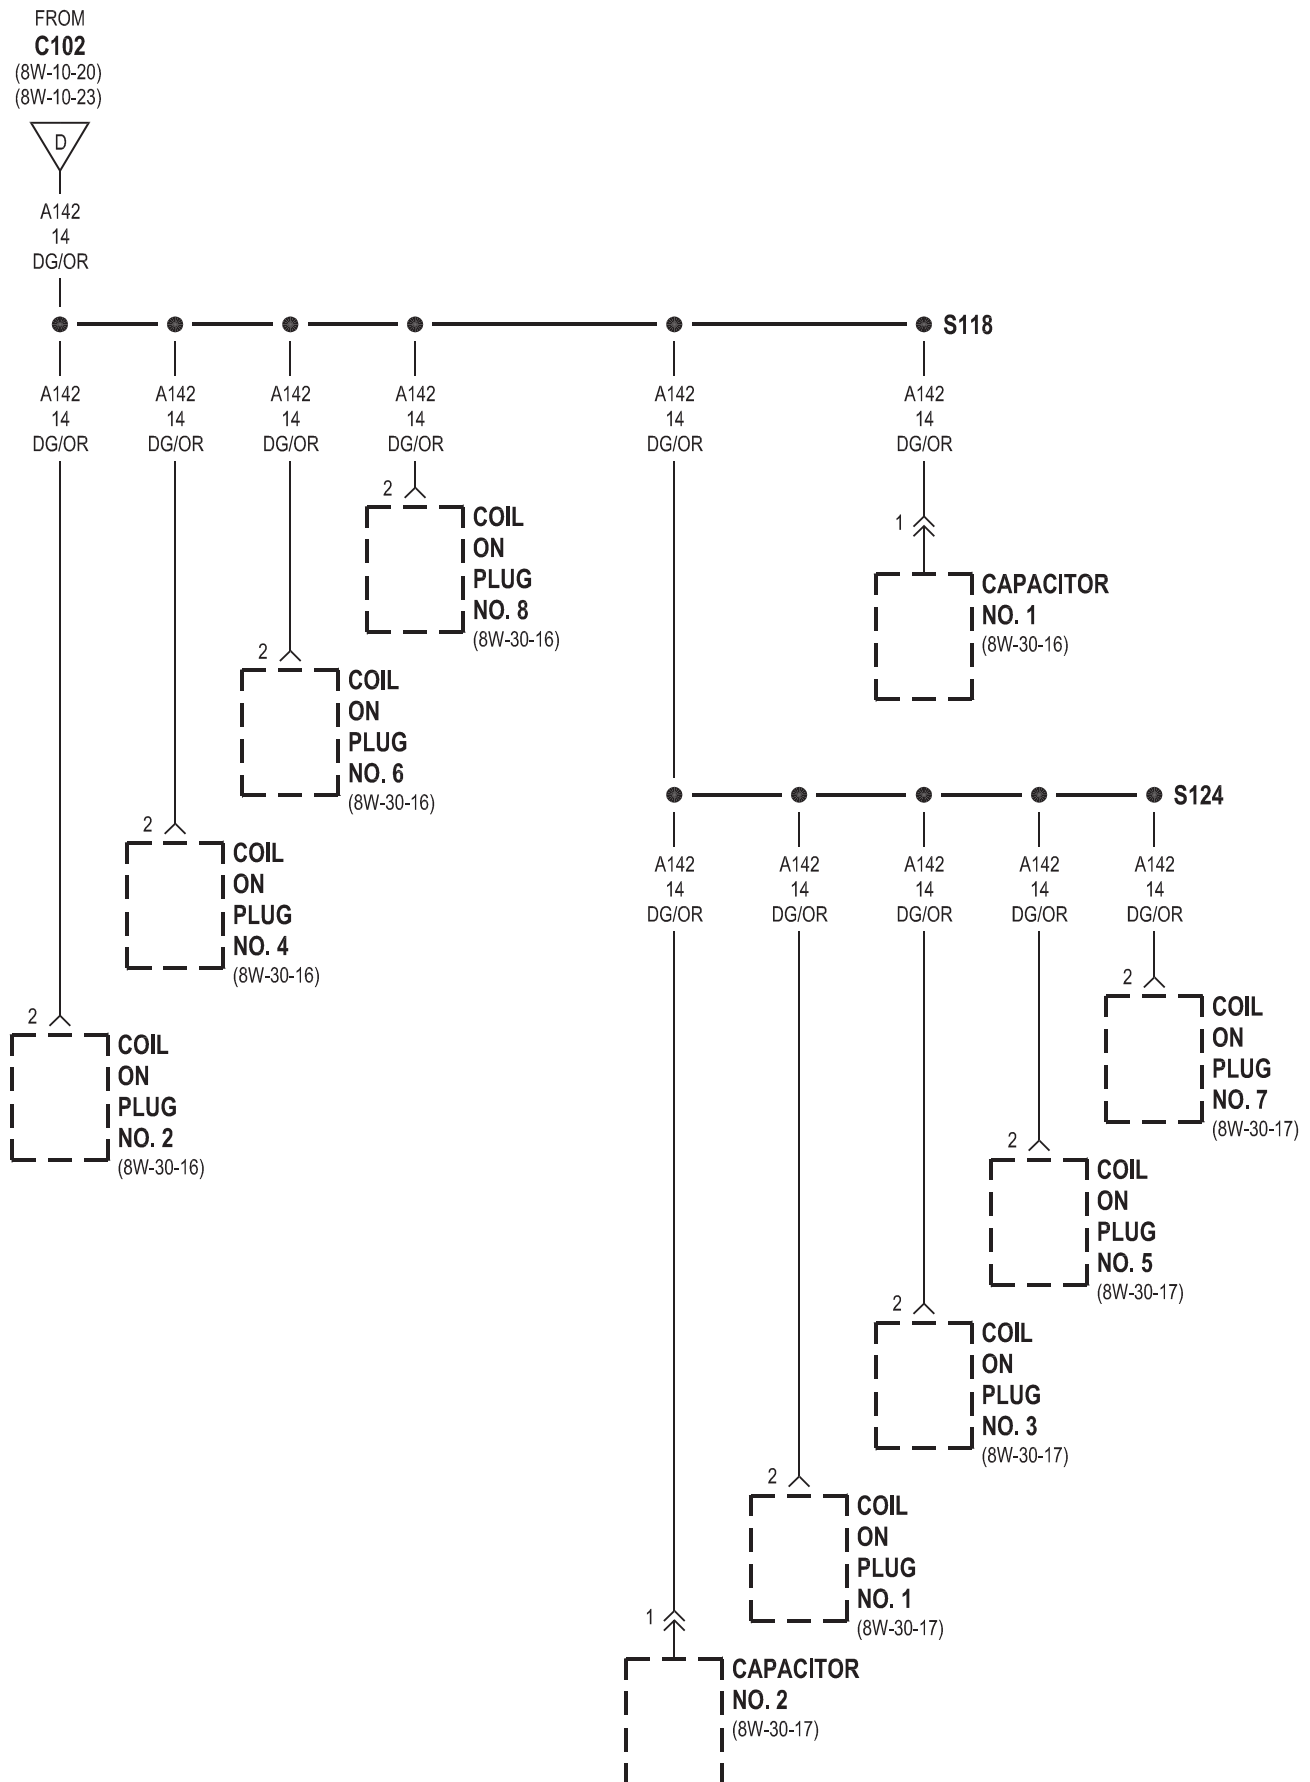 FROM
C102
(8W-10-20)
(8W-10-23)
D
A142
14
DG/OR
S118
A142
14
DG/OR
A142
14
DG/OR
A142
14
DG/OR
A142
14
DG/OR
A142
14
DG/OR
A142
14
DG/OR
2
COIL
ON
PLUG
NO. 8
(8W-30-16)
1
CAPACITOR
NO. 1
(8W-30-16)
2
COIL
ON
PLUG
NO. 6
(8W-30-16)
S124
2
COIL
ON
PLUG
NO. 4
(8W-30-16)
A142
14
DG/OR
A142
14
DG/OR
A142
14
DG/OR
A142
14
DG/OR
A142
14
DG/OR
2
COIL
ON
PLUG
NO. 7
(8W-30-17)
2
COIL
ON
PLUG
NO. 2
(8W-30-16)
2
COIL
ON
PLUG
NO. 5
(8W-30-17)
2
COIL
ON
PLUG
NO. 3
(8W-30-17)
2
COIL
ON
PLUG
NO. 1
(8W-30-17)
1
CAPACITOR
NO. 2
(8W-30-17)